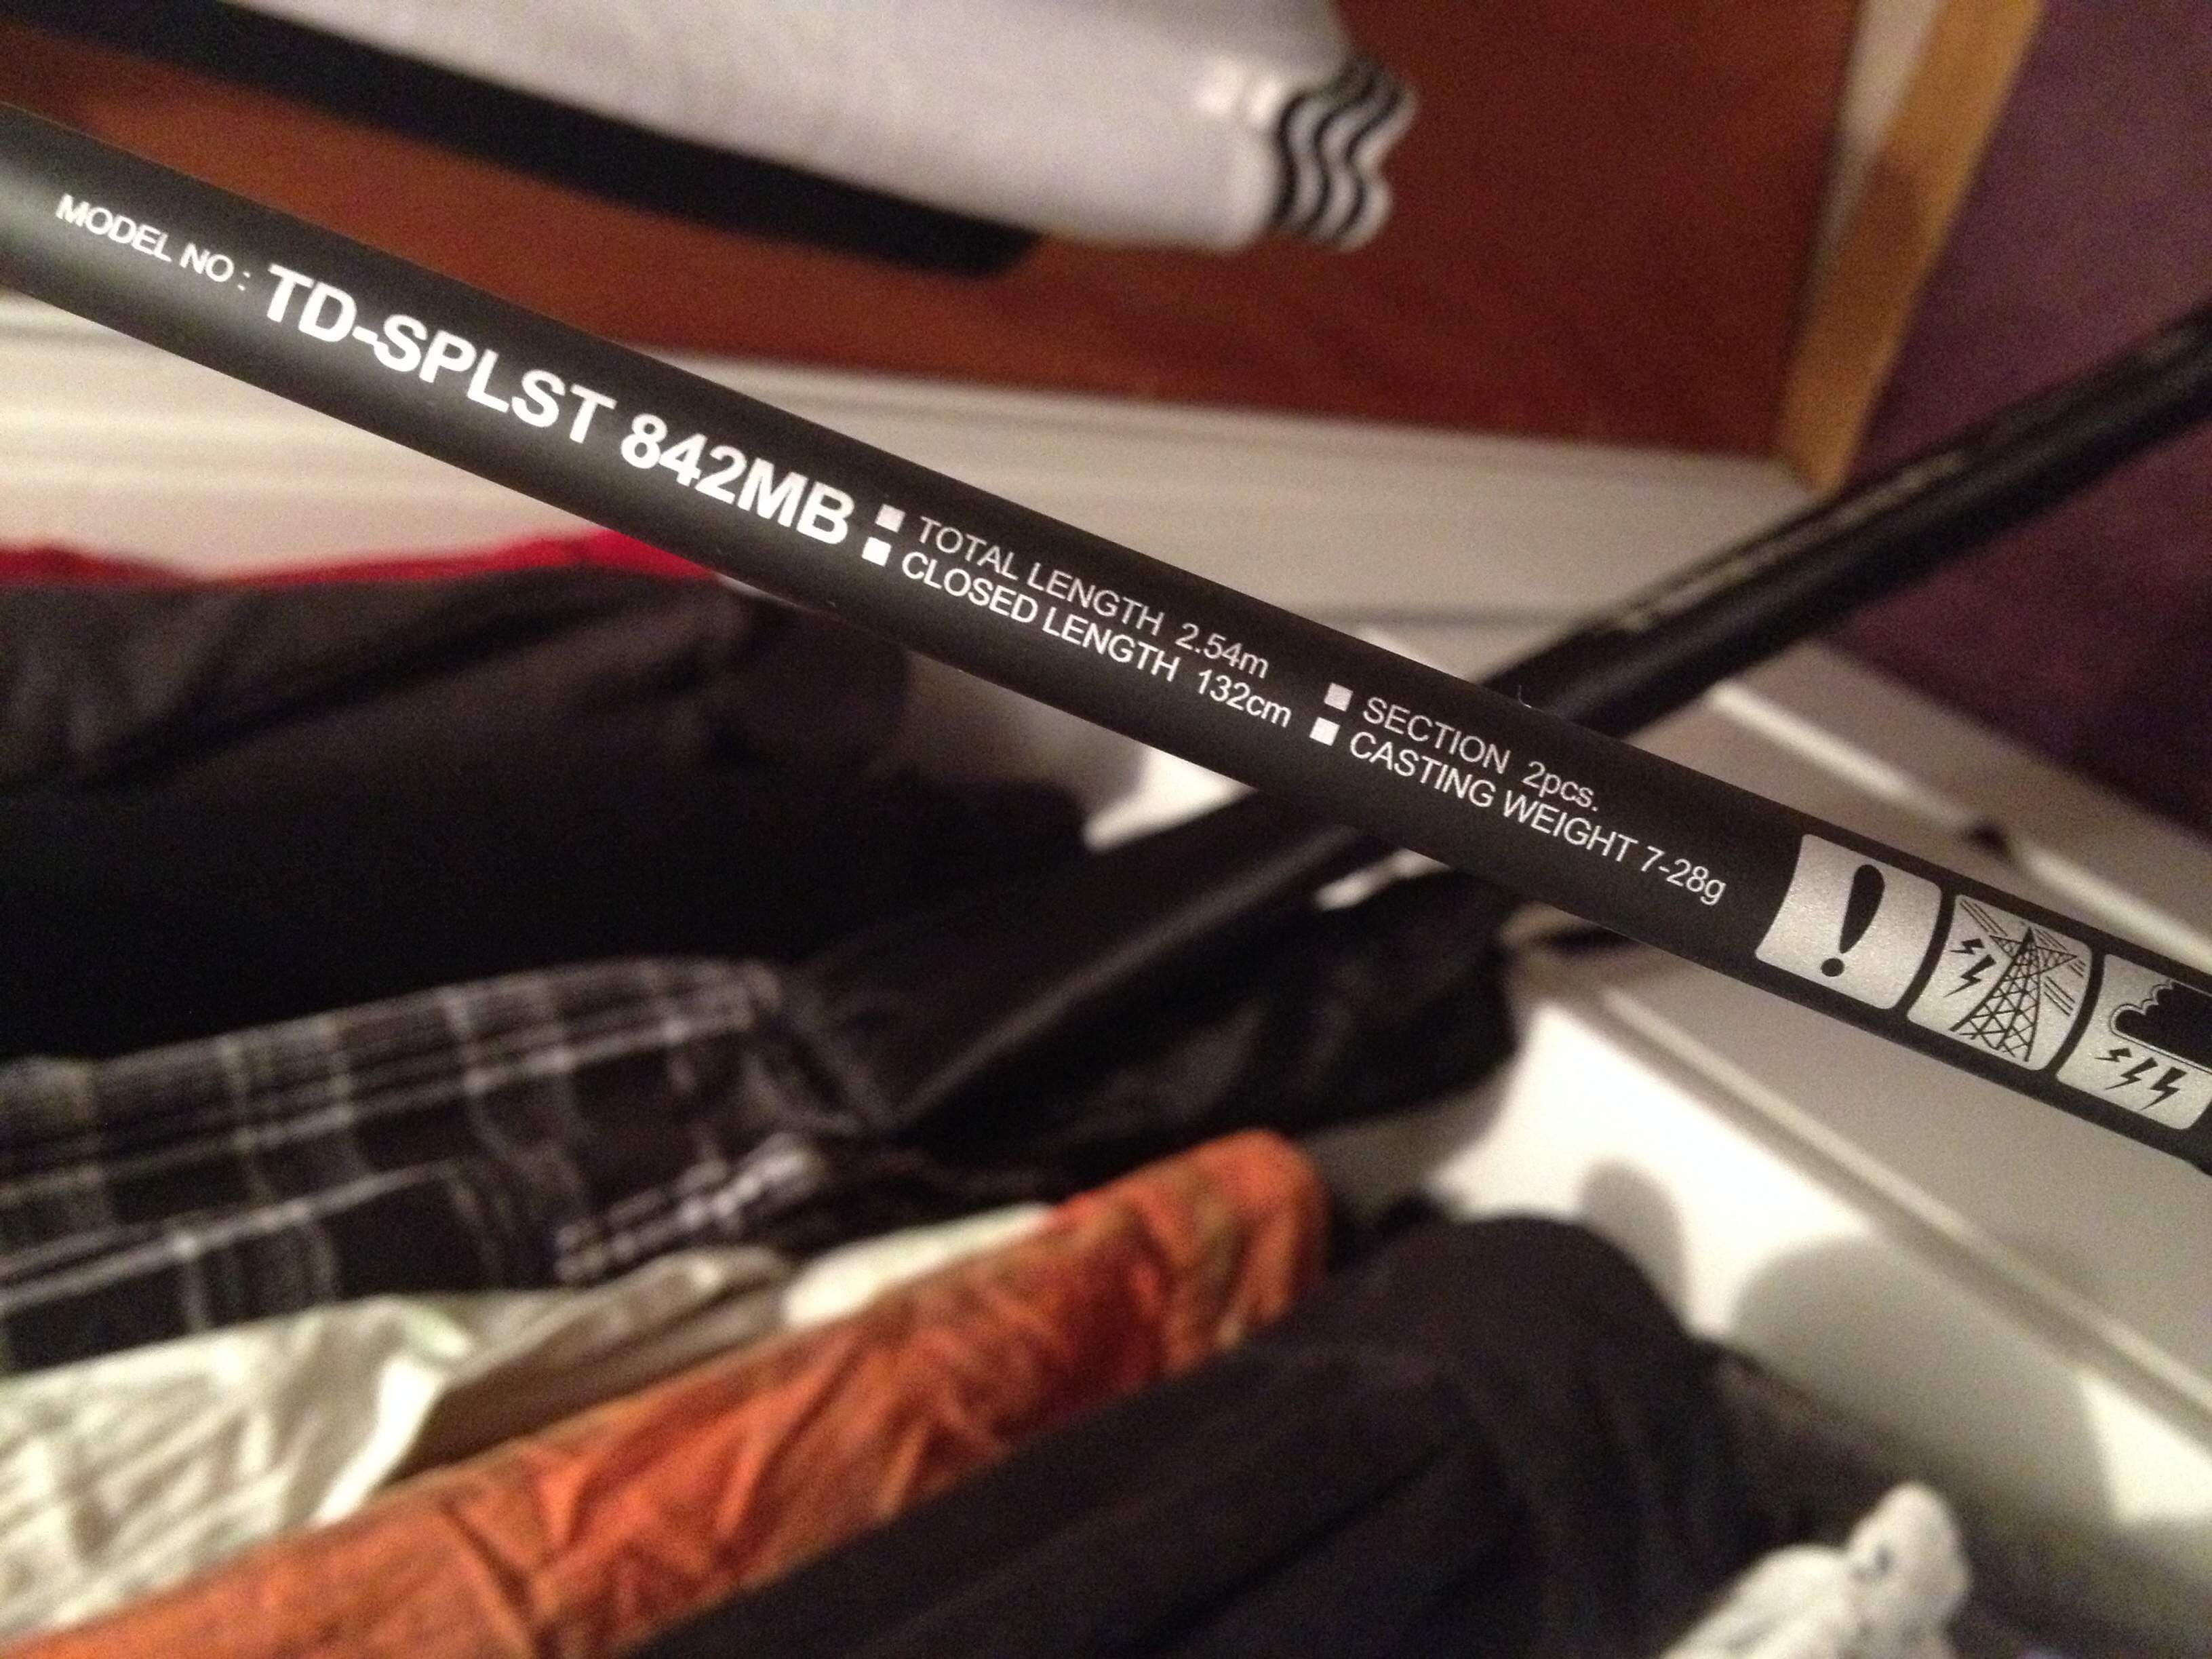 MODEL NO : TD-SPLST 842MB
■ TOTAL LENGTH 2.54m
■ CLOSED LENGTH 132cm
■ SECTION 2pcs.
■ CASTING WEIGHT 7-28g
!